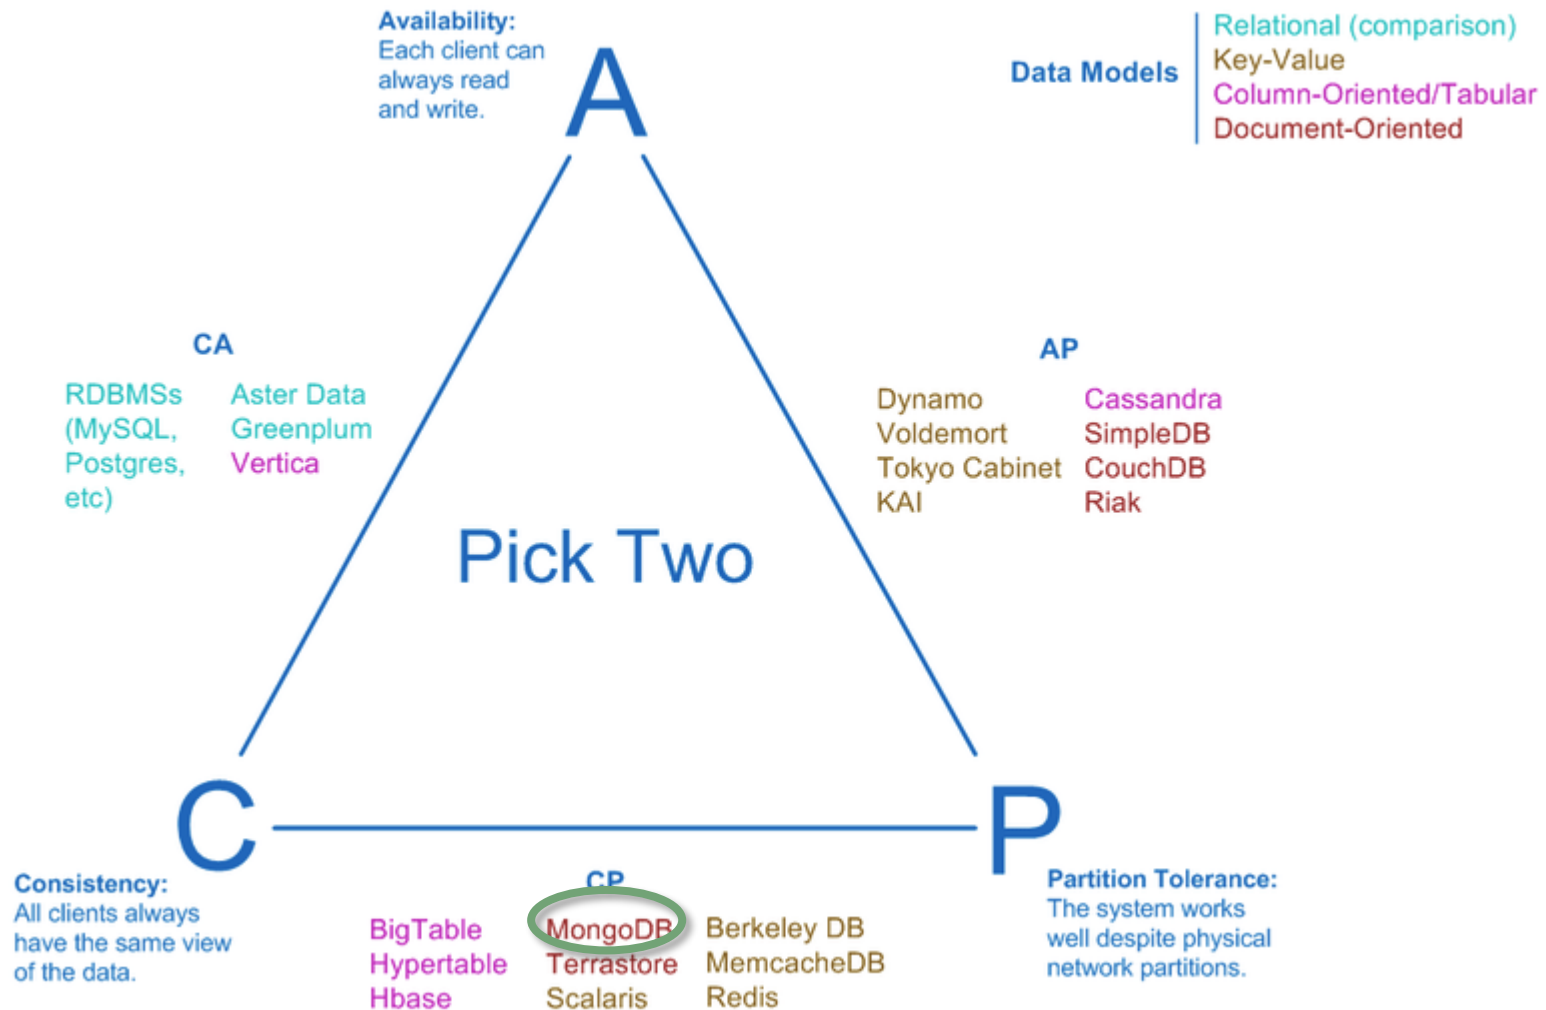 Availability:
Each client can
always read
and write.
A
Data Models
Relational (comparison)
Key-Value
Column-Oriented/Tabular
Document-Oriented
CA
RDBMSs
(MySQL,
Postgres,
etc)
Aster Data
Greenplum
Vertica
AP
Dynamo
Voldemort
Tokyo Cabinet
KAI
Cassandra
SimpleDB
CouchDB
Riak
Pick Two
C
P
Consistency:
All clients always
have the same view
of the data.
CP
BigTable
Hypertable
Hbase
MongoDB
Terrastore
Scalaris
Berkeley DB
MemcacheDB
Redis
Partition Tolerance:
The system works
well despite physical
network partitions.